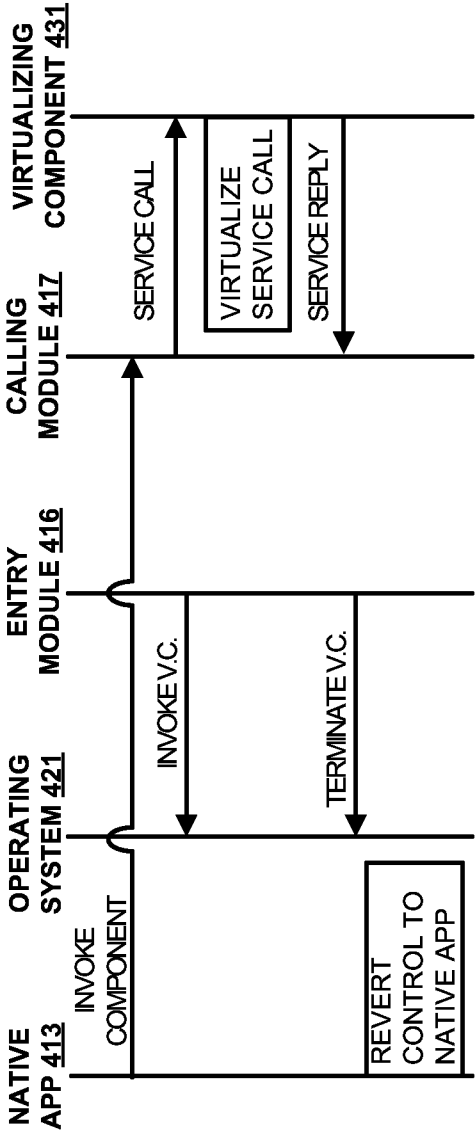 NATIVE
APP 413
OPERATING
SYSTEM 421
ENTRY
MODULE 416
CALLING
MODULE 417
VIRTUALIZING
COMPONENT 431
INVOKE
COMPONENT
INVOKE V.C.
SERVICE CALL
VIRTUALIZE
SERVICE CALL
TERMINATE V.C.
SERVICE REPLY
REVERT
CONTROL TO
NATIVE APP